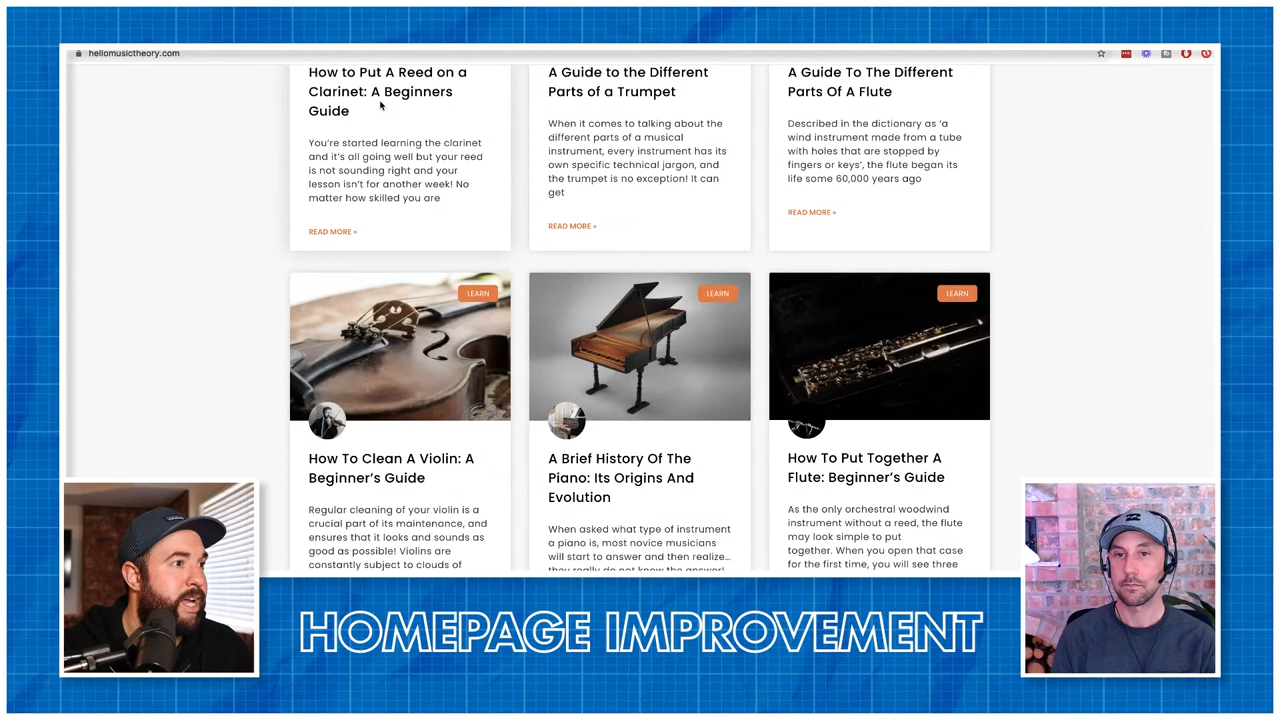 hellomusictheory.com
How to Put A Reed on a
Clarinet: A Beginners
Guide
You're started learning the clarinet
and it's all going well but your reed
is not sounding right and your
lesson isn't for another week! No
matter how skilled you are
READ MORE »
A Guide to the Different
Parts of a Trumpet
When it comes to talking about the
different parts of a musical
instrument, every instrument has its
own specific technical jargon, and
the trumpet is no exception! It can
get
READ MORE »
A Guide To The Different
Parts Of A Flute
Described in the dictionary as 'a
wind instrument made from a tube
with holes that are stopped by
fingers or keys', the flute began its
life some 60,000 years ago
READ MORE »
LEARN
How To Clean A Violin: A
Beginner's Guide
Regular cleaning of your violin is a
crucial part of its maintenance, and
ensures that it looks and sounds as
good as possible! Violins are
constantly subject to clouds of
LEARN
A Brief History Of The
Piano: Its Origins And
Evolution
When asked what type of instrument
a piano is, most novice musicians
will start to answer and then realize...
they really do not know the answer!
LEARN
How To Put Together A
Flute: Beginner's Guide
As the only orchestral woodwind
instrument without a reed, the flute
may look simple to put
together. When you open that case
for the first time, you will see three
HOMEPAGE IMPROVEMENT